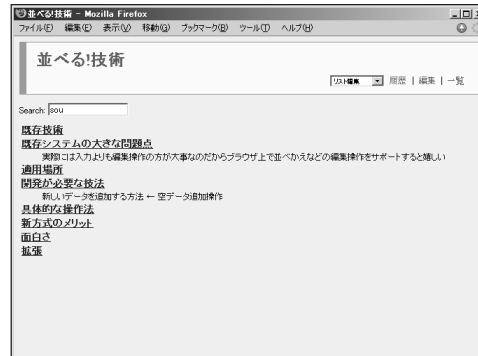 並べる!技術 - Mozilla Firefox
ファイル(F) 編集(E) 表示(V) 移動(G) ブックマーク(B) ツール(T) ヘルプ(H)
並べる!技術
リスト編集 履歴 | 編集 | 一覧
Search: sou
既存技術
既存システムの大きな問題点
実際には入力よりも編集操作の方が大事なのだからブラウザ上で並べかえなどの編集操作をサポートすると嬉しい
適用場所
開発が必要な技法
新しいデータを追加する方法 ← 空データ追加操作
具体的な操作法
新方式のメリット
面白さ
拡張